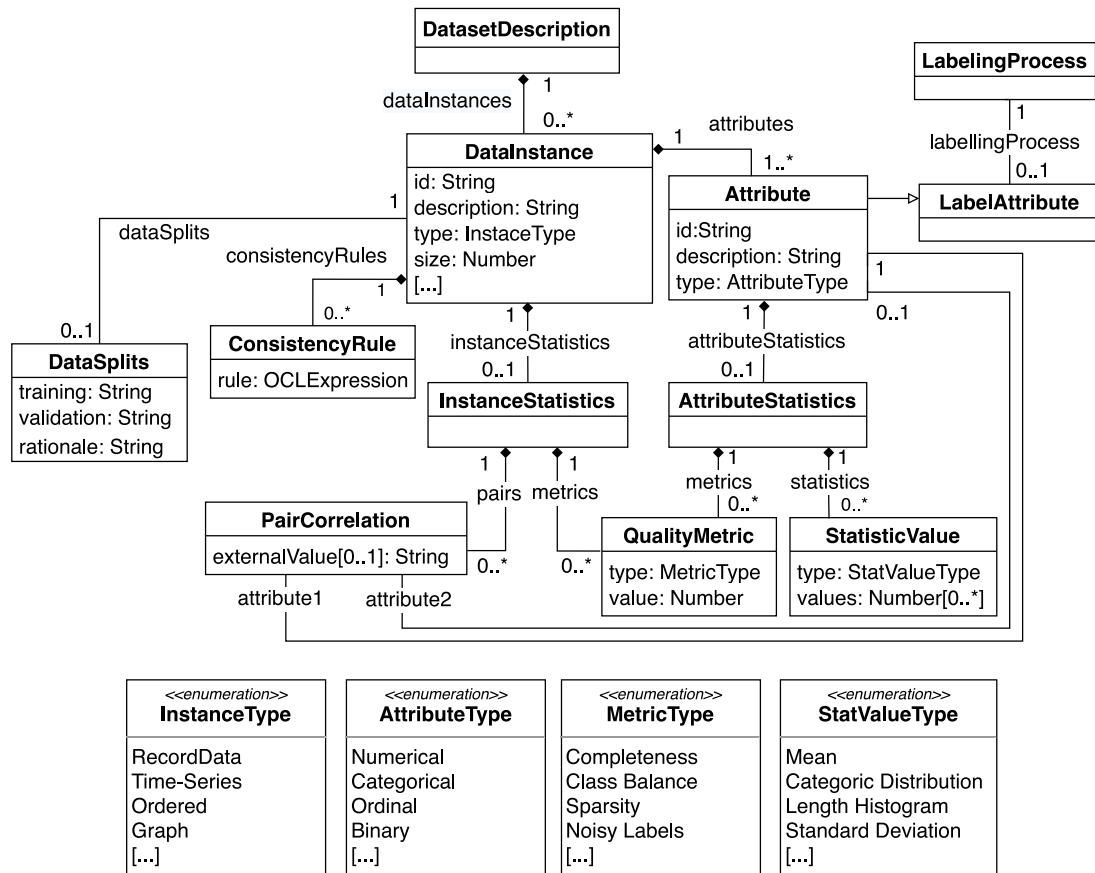 DatasetDescription
1
dataInstances
0..*
LabelingProcess
1
labellingProcess
0..1
LabelAttribute
DataInstance
id: String
description: String
type: InstaceType
size: Number
[...]
1
attributes
1..*
Attribute
id:String
description: String
type: AttributeType
1
0..1
1
dataSplits
0..1
DataSplits
training: String
validation: String
rationale: String
consistencyRules
1
0..*
ConsistencyRule
rule: OCLExpression
1
instanceStatistics
0..1
InstanceStatistics
1
attributeStatistics
0..1
AttributeStatistics
1
pairs
0..*
1
metrics
0..*
1
metrics
0..*
1
statistics
0..*
PairCorrelation
externalValue[0..1]: String
attribute1
attribute2
QualityMetric
type: MetricType
value: Number
StatisticValue
type: StatValueType
values: Number[0..*]
<<enumeration>>
InstanceType
RecordData
Time-Series
Ordered
Graph
[...]
<<enumeration>>
AttributeType
Numerical
Categorical
Ordinal
Binary
[...]
<<enumeration>>
MetricType
Completeness
Class Balance
Sparsity
Noisy Labels
[...]
<<enumeration>>
StatValueType
Mean
Categoric Distribution
Length Histogram
Standard Deviation
[...]